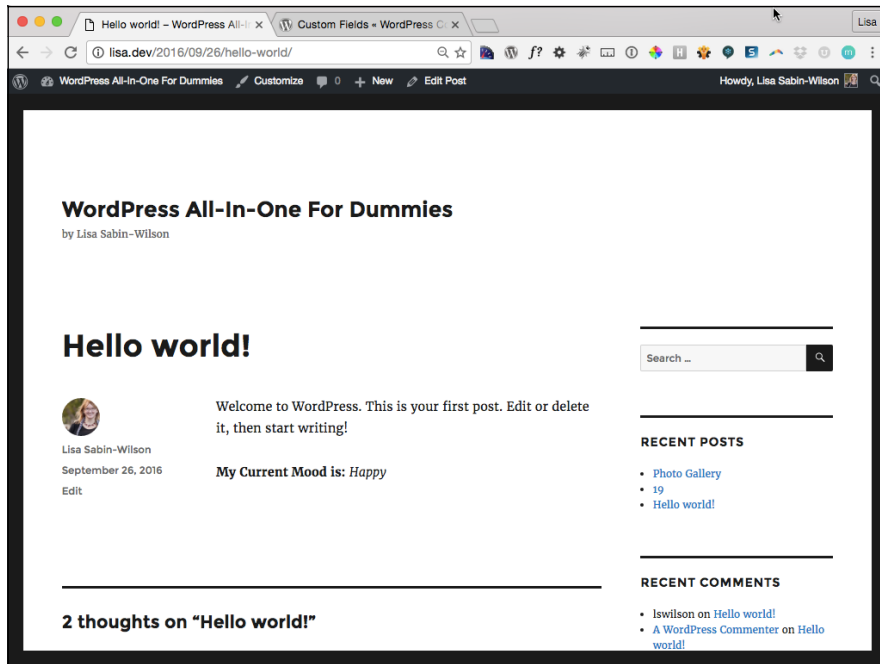 Hello world! – WordPress All-I
Custom Fields « WordPress C
Lisa
lisa.dev/2016/09/26/hello-world/
f?
H
S
m
WordPress All-In-One For Dummies
Customize
0
New
Edit Post
Howdy, Lisa Sabin-Wilson
WordPress All-In-One For Dummies
by Lisa Sabin-Wilson
Hello world!
Lisa Sabin-Wilson
September 26, 2016
Edit
Welcome to WordPress. This is your first post. Edit or delete
it, then start writing!
My Current Mood is: Happy
2 thoughts on “Hello world!”
Search …
RECENT POSTS
Photo Gallery
19
Hello world!
RECENT COMMENTS
lswilson on Hello world!
A WordPress Commenter on Hello
world!